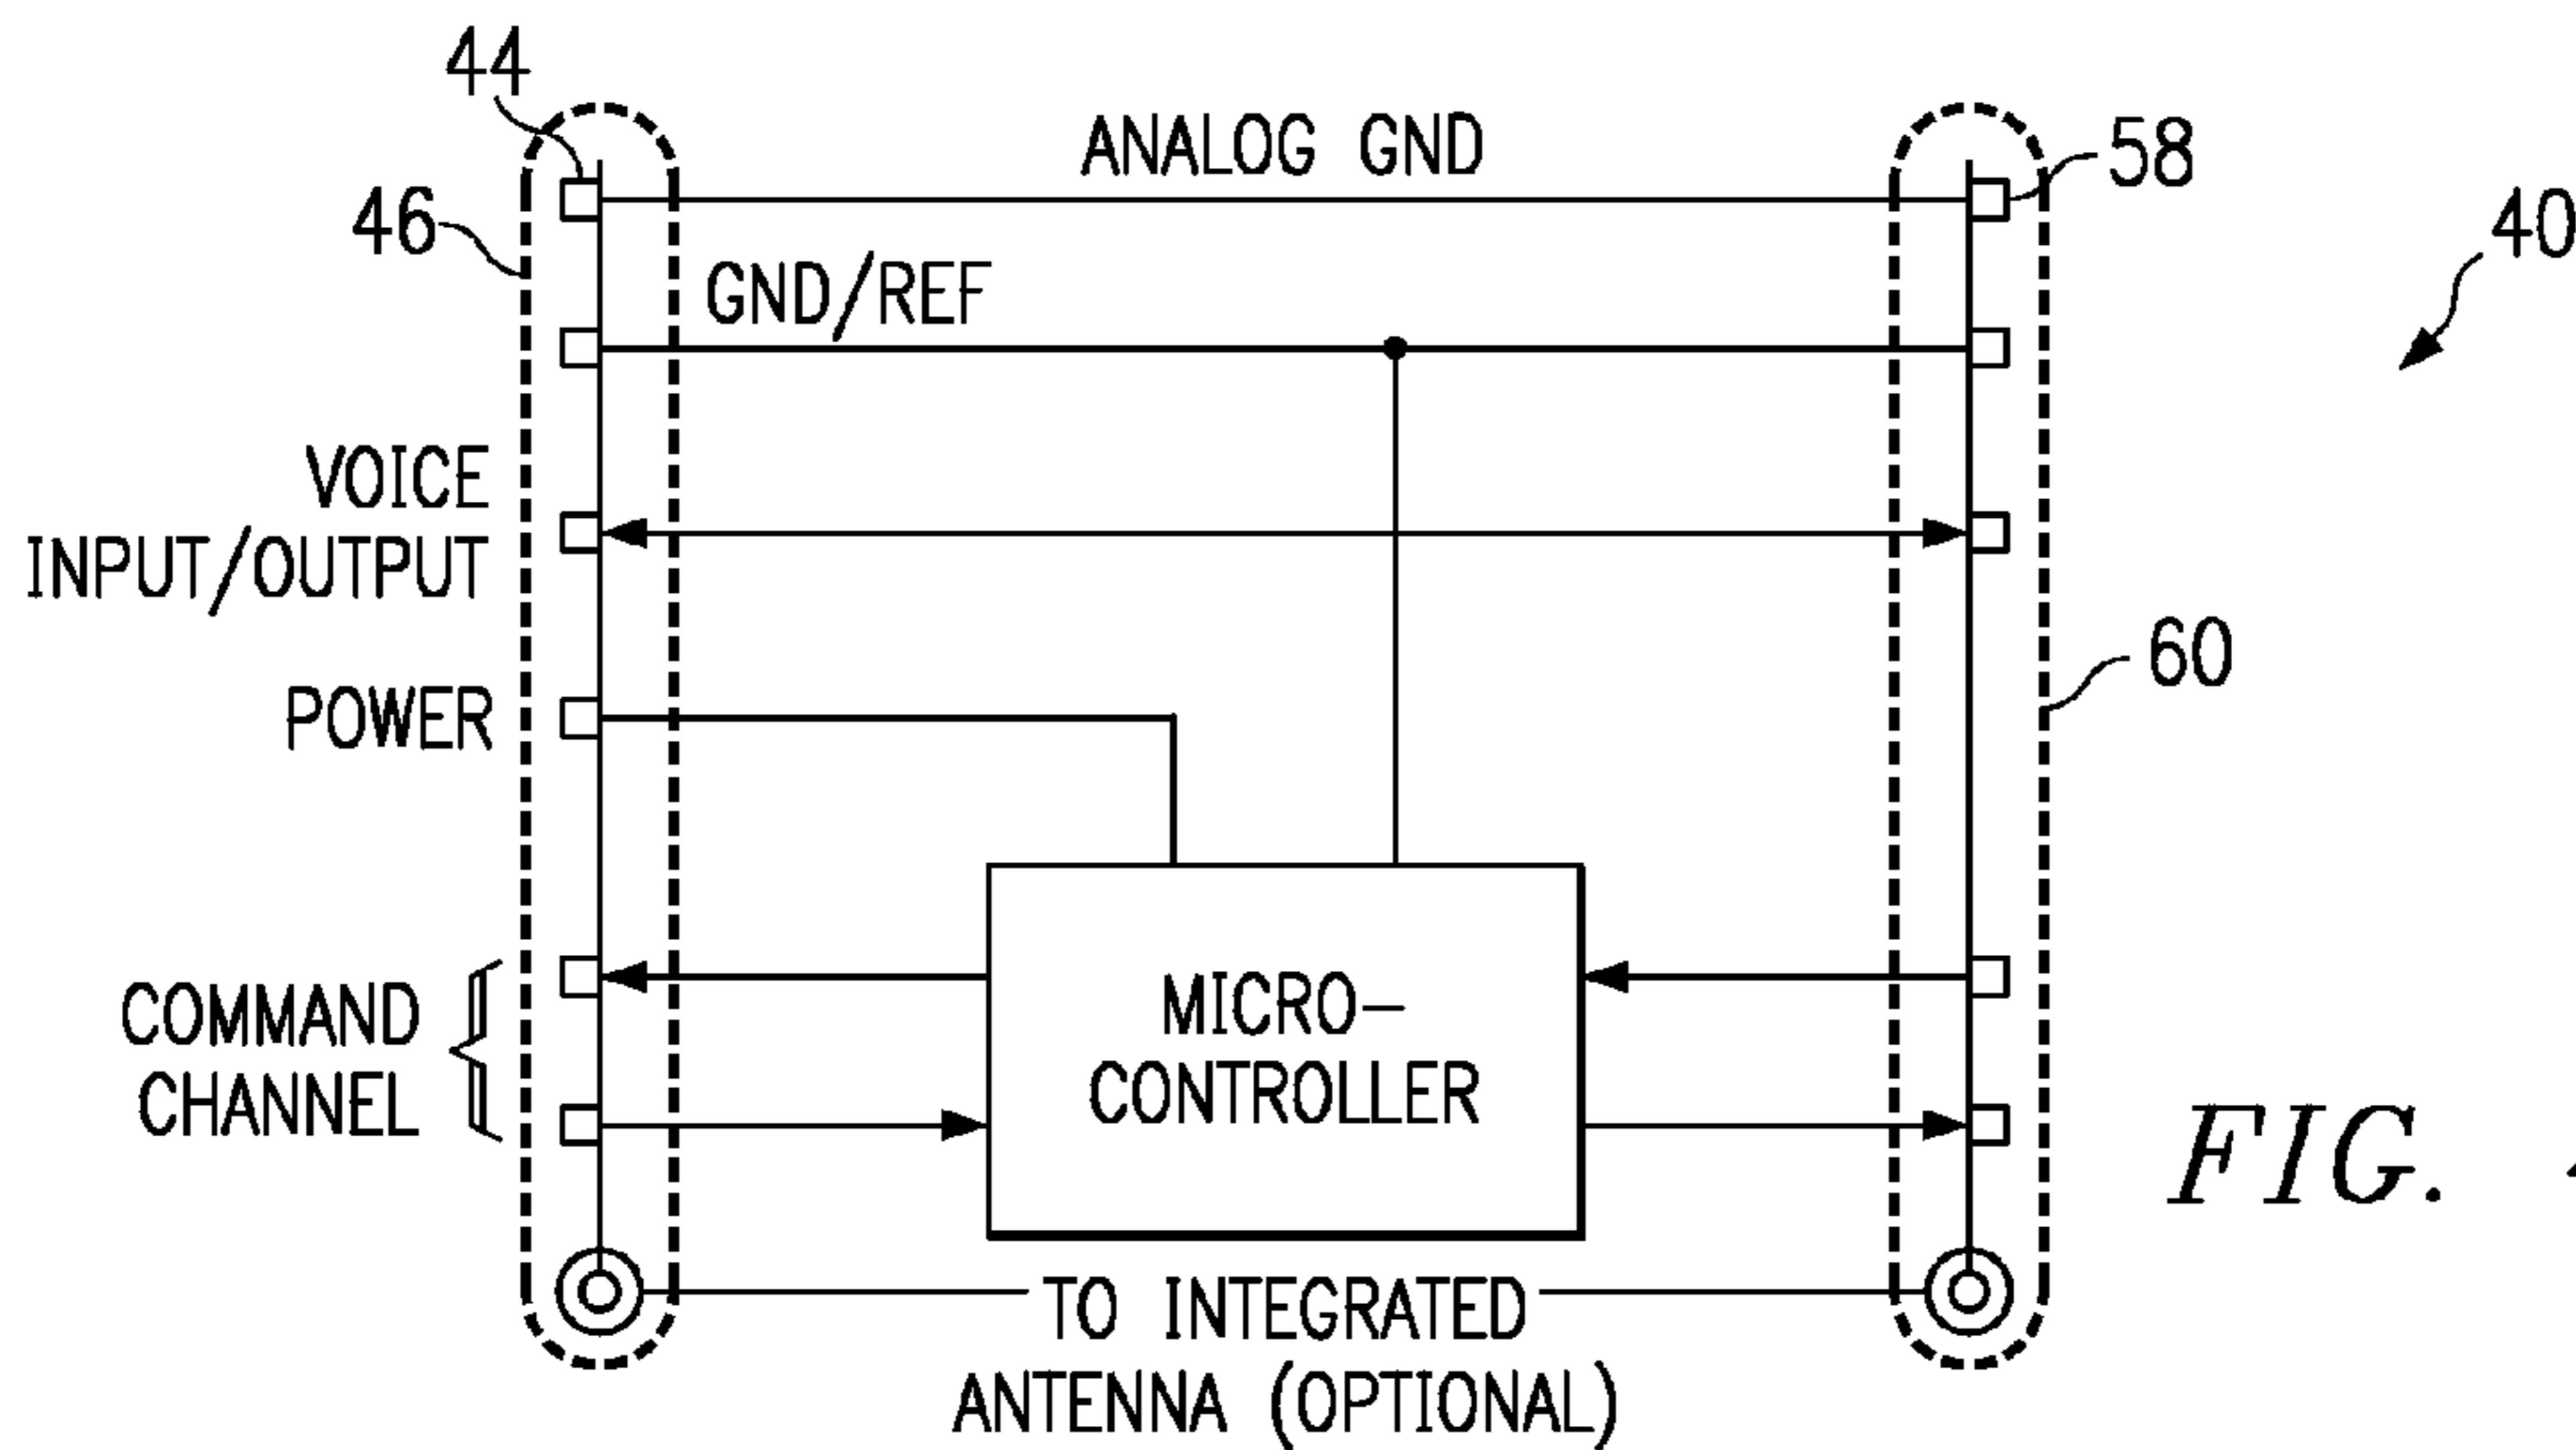 44
ANALOG GND
58
46
40
GND/REF
VOICE
INPUT/OUTPUT
60
POWER
COMMAND
CHANNEL
MICRO-
CONTROLLER
FIG.
TO INTEGRATED
ANTENNA (OPTIONAL)